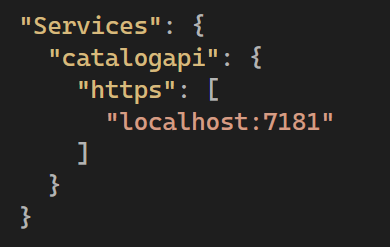 "Services": {
  "catalogapi": {
    "https": [
      "localhost:7181"
    ]
  }
}